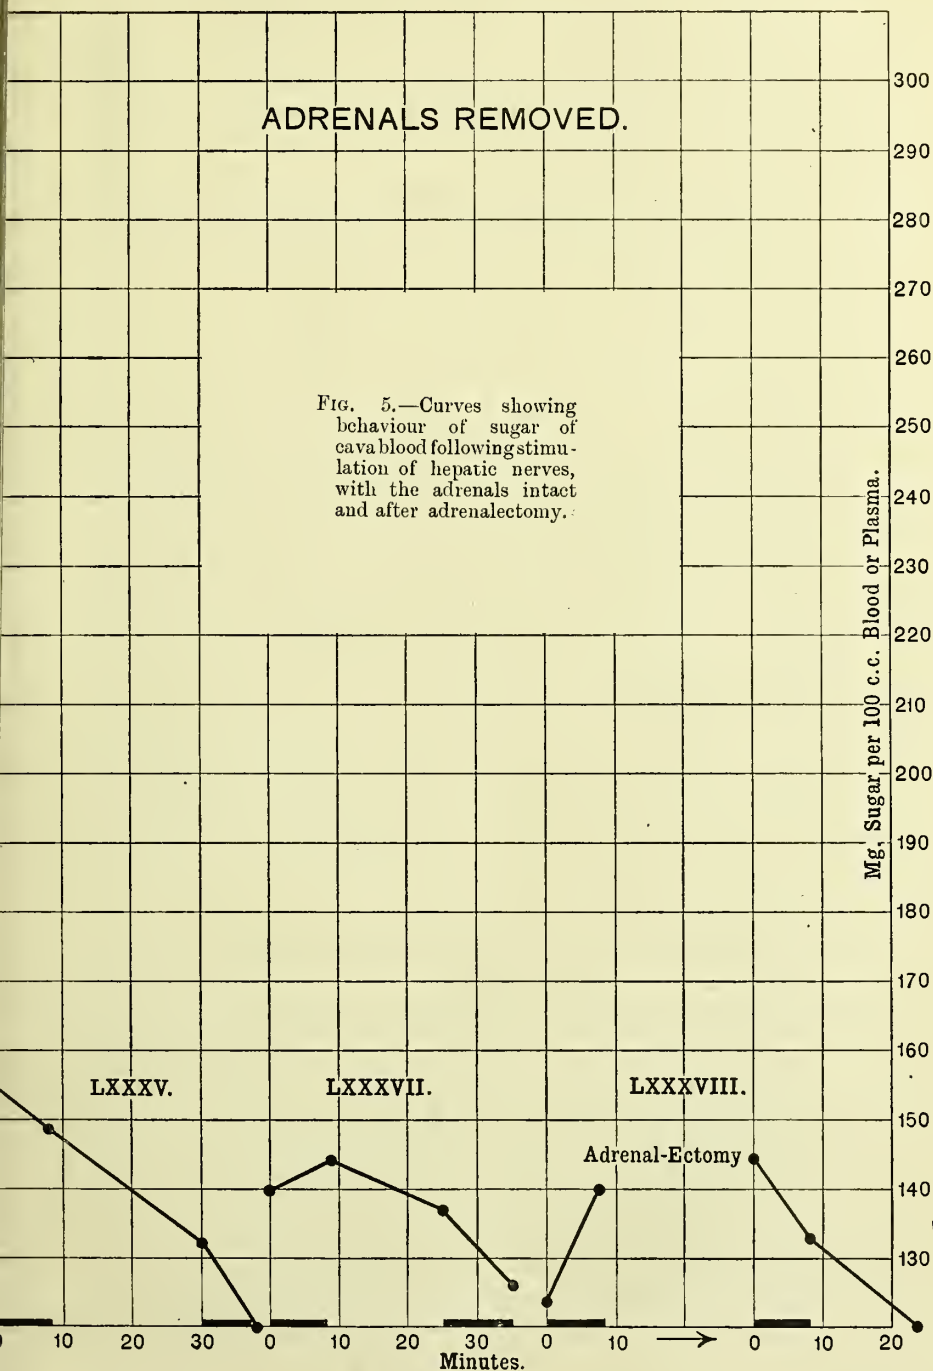 ADRENALS REMOVED.
300
290
280
270
260
250
240
230
220
210
200
190
180
170
160
150
140
130
120
Mg, Sugar per 100 c.c. Blood or Plasma.
FIG. 5.—Curves showing
behaviour of sugar of
cava blood following stimu-
lation of hepatic nerves,
with the adrenals intact
and after adrenalectomy.
LXXXV.
LXXXVII.
LXXXVIII.
Adrenal-Ectomy
10 20 30 0 10 20 30 0 10 → 0 10 20
Minutes.